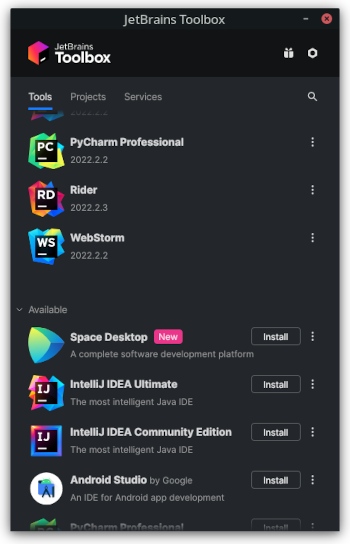 JetBrains Toolbox
JetBrains
Toolbox
Tools Projects Services
PC PyCharm Professional
2022.2.2
RD Rider
2022.2.3
WS WebStorm
2022.2.2
Available
Space Desktop New Install
A complete software development platform
IJ IntelliJ IDEA Ultimate Install
The most intelligent Java IDE
IJ IntelliJ IDEA Community Edition Install
The most intelligent Java IDE
Android Studio by Google Install
An IDE for Android app development
PyCharm Professional Install